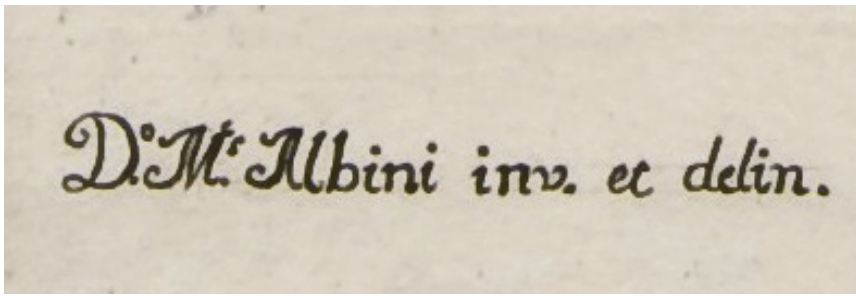 D.º M.ͭͨ Albini inv. et delin.